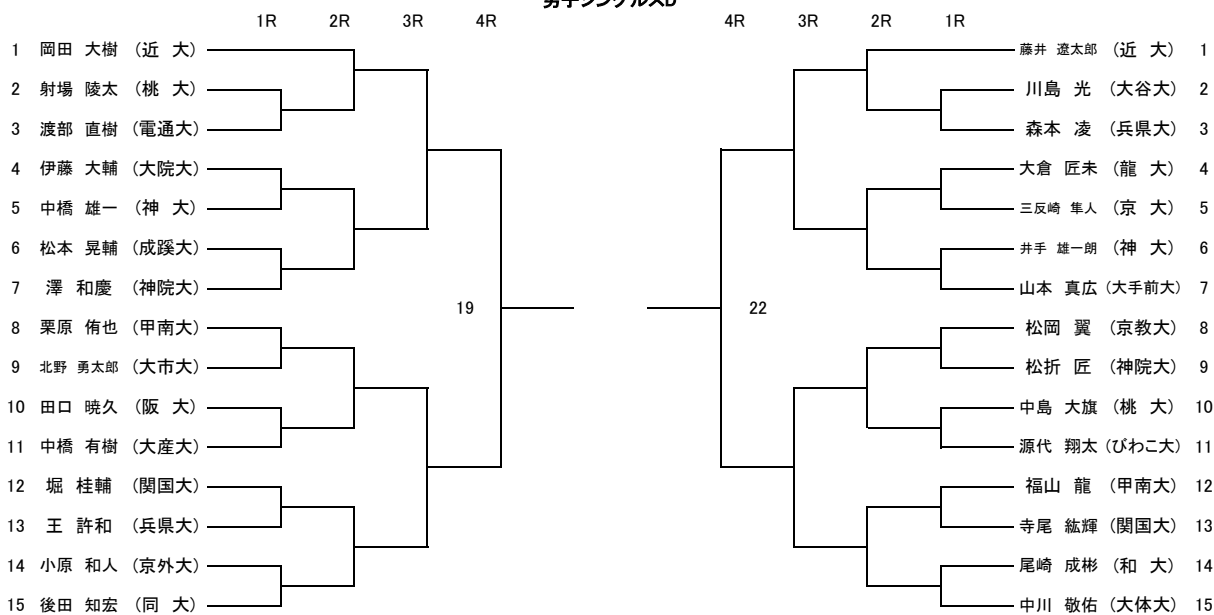 男子シングルスD
1R 2R 3R 4R 4R 3R 2R 1R
1 岡田 大樹 (近 大) 藤井 遼太郎 (近 大) 1
2 射場 陵太 (桃 大) 川島 光 (大谷大) 2
3 渡部 直樹 (電通大) 森本 凌 (兵県大) 3
4 伊藤 大輔 (大院大) 大倉 匠未 (龍 大) 4
5 中橋 雄一 (神 大) 三反崎 隼人 (京 大) 5
6 松本 晃輔 (成蹊大) 井手 雄一朗 (神 大) 6
7 澤 和慶 (神院大) 山本 真広 (大手前大) 7
19 22
8 栗原 侑也 (甲南大) 松岡 翼 (京教大) 8
9 北野 勇太郎 (大市大) 松折 匠 (神院大) 9
10 田口 暁久 (阪 大) 中島 大旗 (桃 大) 10
11 中橋 有樹 (大産大) 源代 翔太 (びわこ大) 11
12 堀 桂輔 (関国大) 福山 龍 (甲南大) 12
13 王 許和 (兵県大) 寺尾 紘輝 (関国大) 13
14 小原 和人 (京外大) 尾崎 成彬 (和 大) 14
15 後田 知宏 (同 大) 中川 敬佑 (大体大) 15